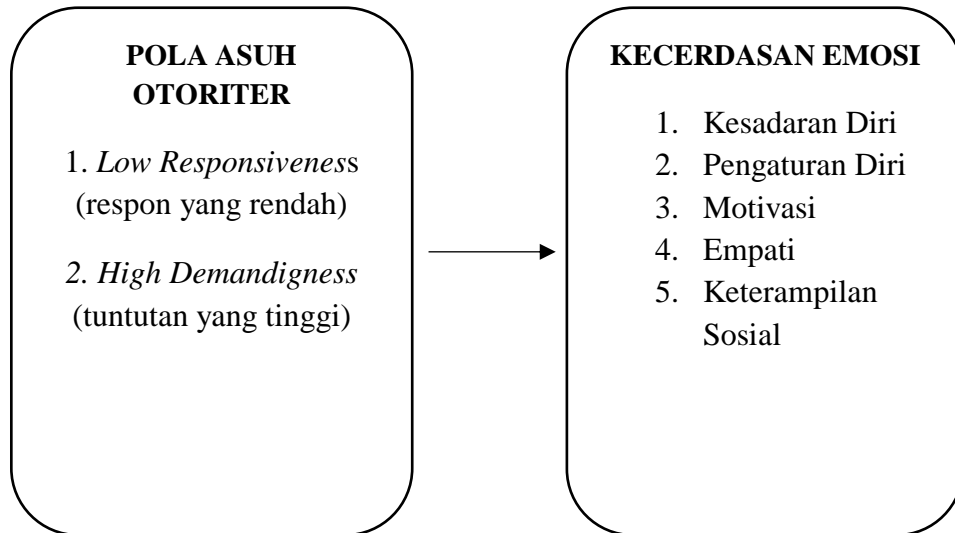 POLA ASUH
OTORITER
1. Low Responsiveness
(respon yang rendah)
2. High Demandigness
(tuntutan yang tinggi)
KECERDASAN EMOSI
1. Kesadaran Diri
2. Pengaturan Diri
3. Motivasi
4. Empati
5. Keterampilan
Sosial